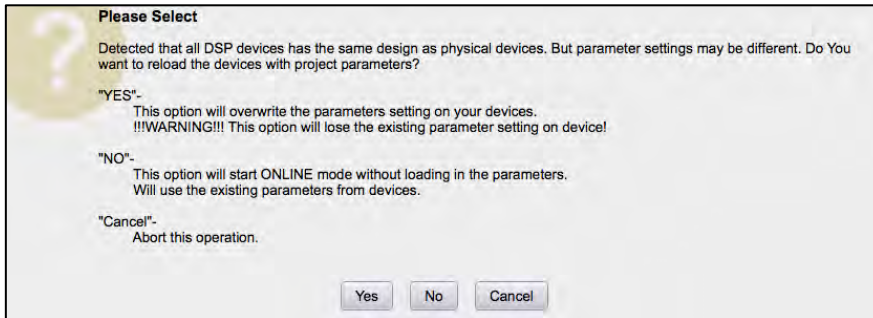 Please Select
Detected that all DSP devices has the same design as physical devices. But parameter settings may be different. Do You
want to reload the devices with project parameters?
"YES"-
This option will overwrite the parameters setting on your devices.
!!!WARNING!!! This option will lose the existing parameter setting on device!
"NO"-
This option will start ONLINE mode without loading in the parameters.
Will use the existing parameters from devices.
"Cancel"-
Abort this operation.
Yes No Cancel